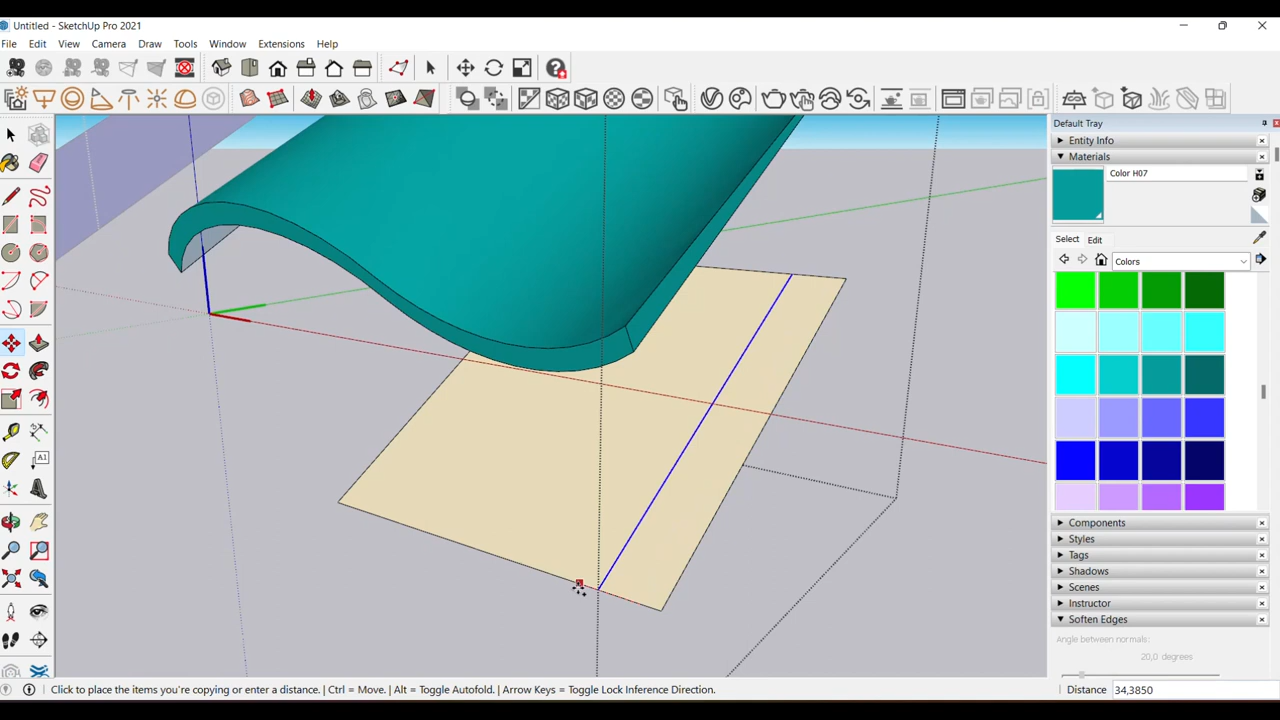 Untitled - SketchUp Pro 2021
File Edit View Camera Draw Tools Window Extensions Help
Default Tray
Entity Info
Materials
Color H07
Select Edit
Colors
A1
Components
Styles
Tags
Shadows
Scenes
Instructor
Soften Edges
Angle between normals:
20,0 degrees
Click to place the items you're copying or enter a distance. | Ctrl = Move. | Alt = Toggle Autofold. | Arrow Keys = Toggle Lock Inference Direction.
Distance 34,3850